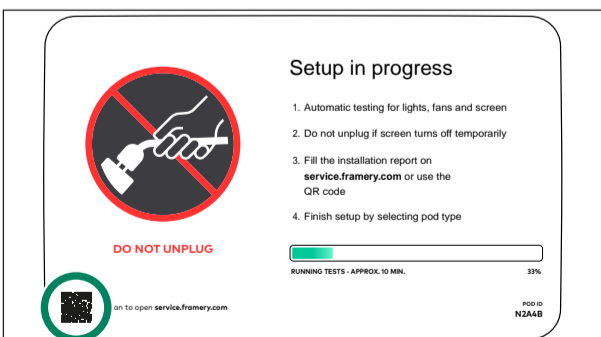 Setup in progress
1. Automatic testing for lights, fans and screen
2. Do not unplug if screen turns off temporarily
3. Fill the installation report on
service.framery.com or use the
QR code
4. Finish setup by selecting pod type
DO NOT UNPLUG
RUNNING TESTS - APPROX. 10 MIN.
33%
an to open service.framery.com
POD ID
N2A4B